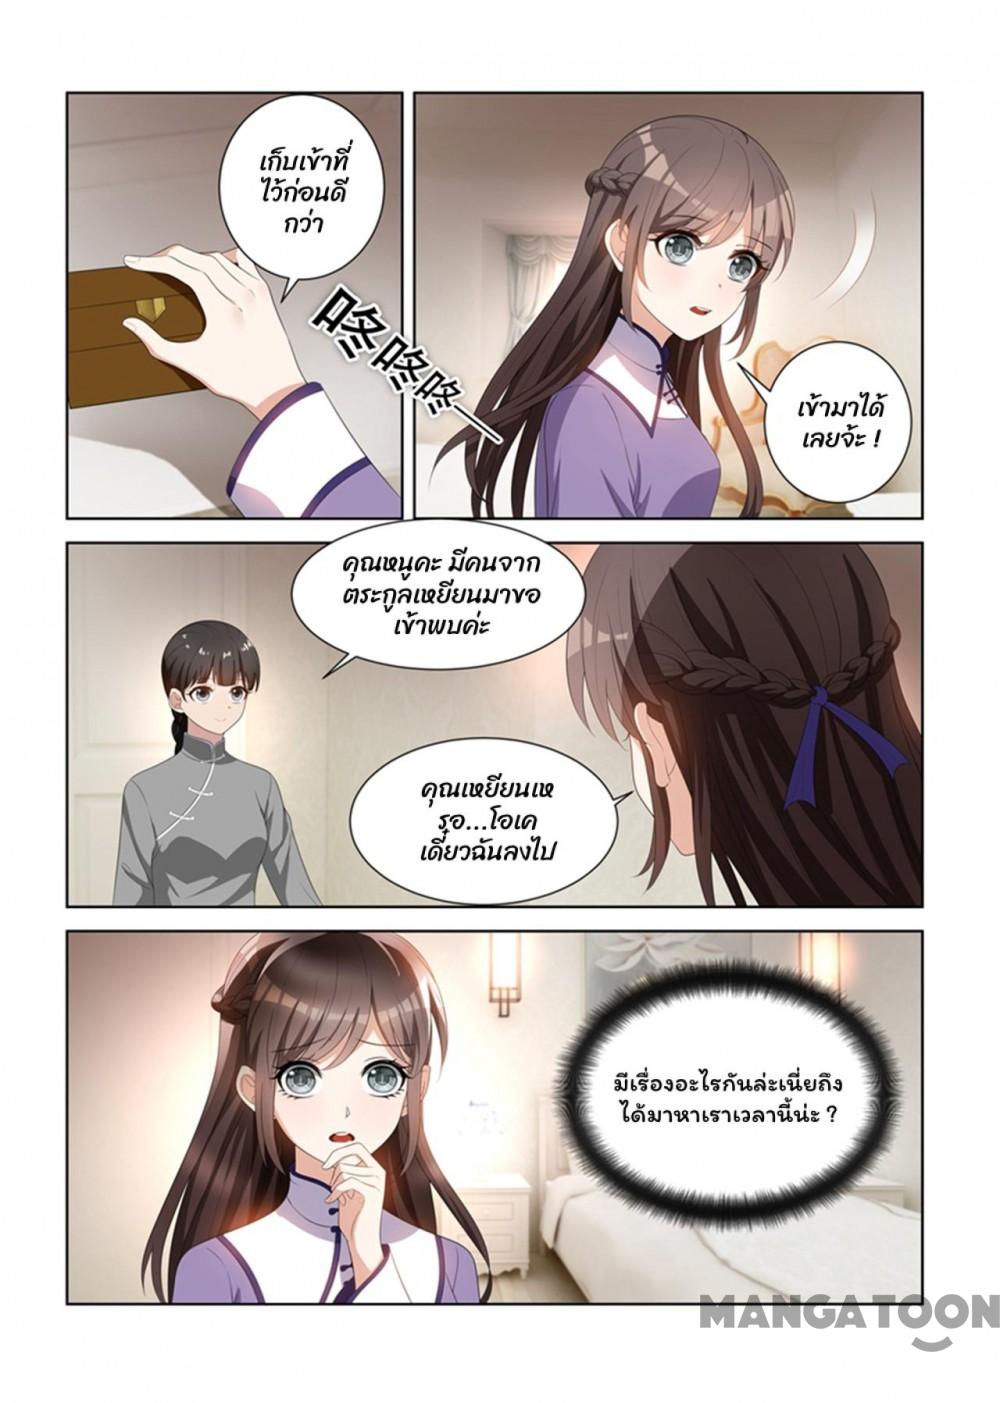 เก็บเข้าที่
ไว้ก่อนดี
กว่า
咚咚咚—
เข้ามาได้
เลยจ้ะ !
คุณหนูคะ มีคนจาก
ตระกูลเหยียนมาขอ
เข้าพบค่ะ
คุณเหยียนเห
รอ...โอเค
เดี๋ยวฉันลงไป
มีเรื่องอะไรกันล่ะเนี่ยถึง
ได้มาหาเราเวลานี้น่ะ ?
MANGATOON